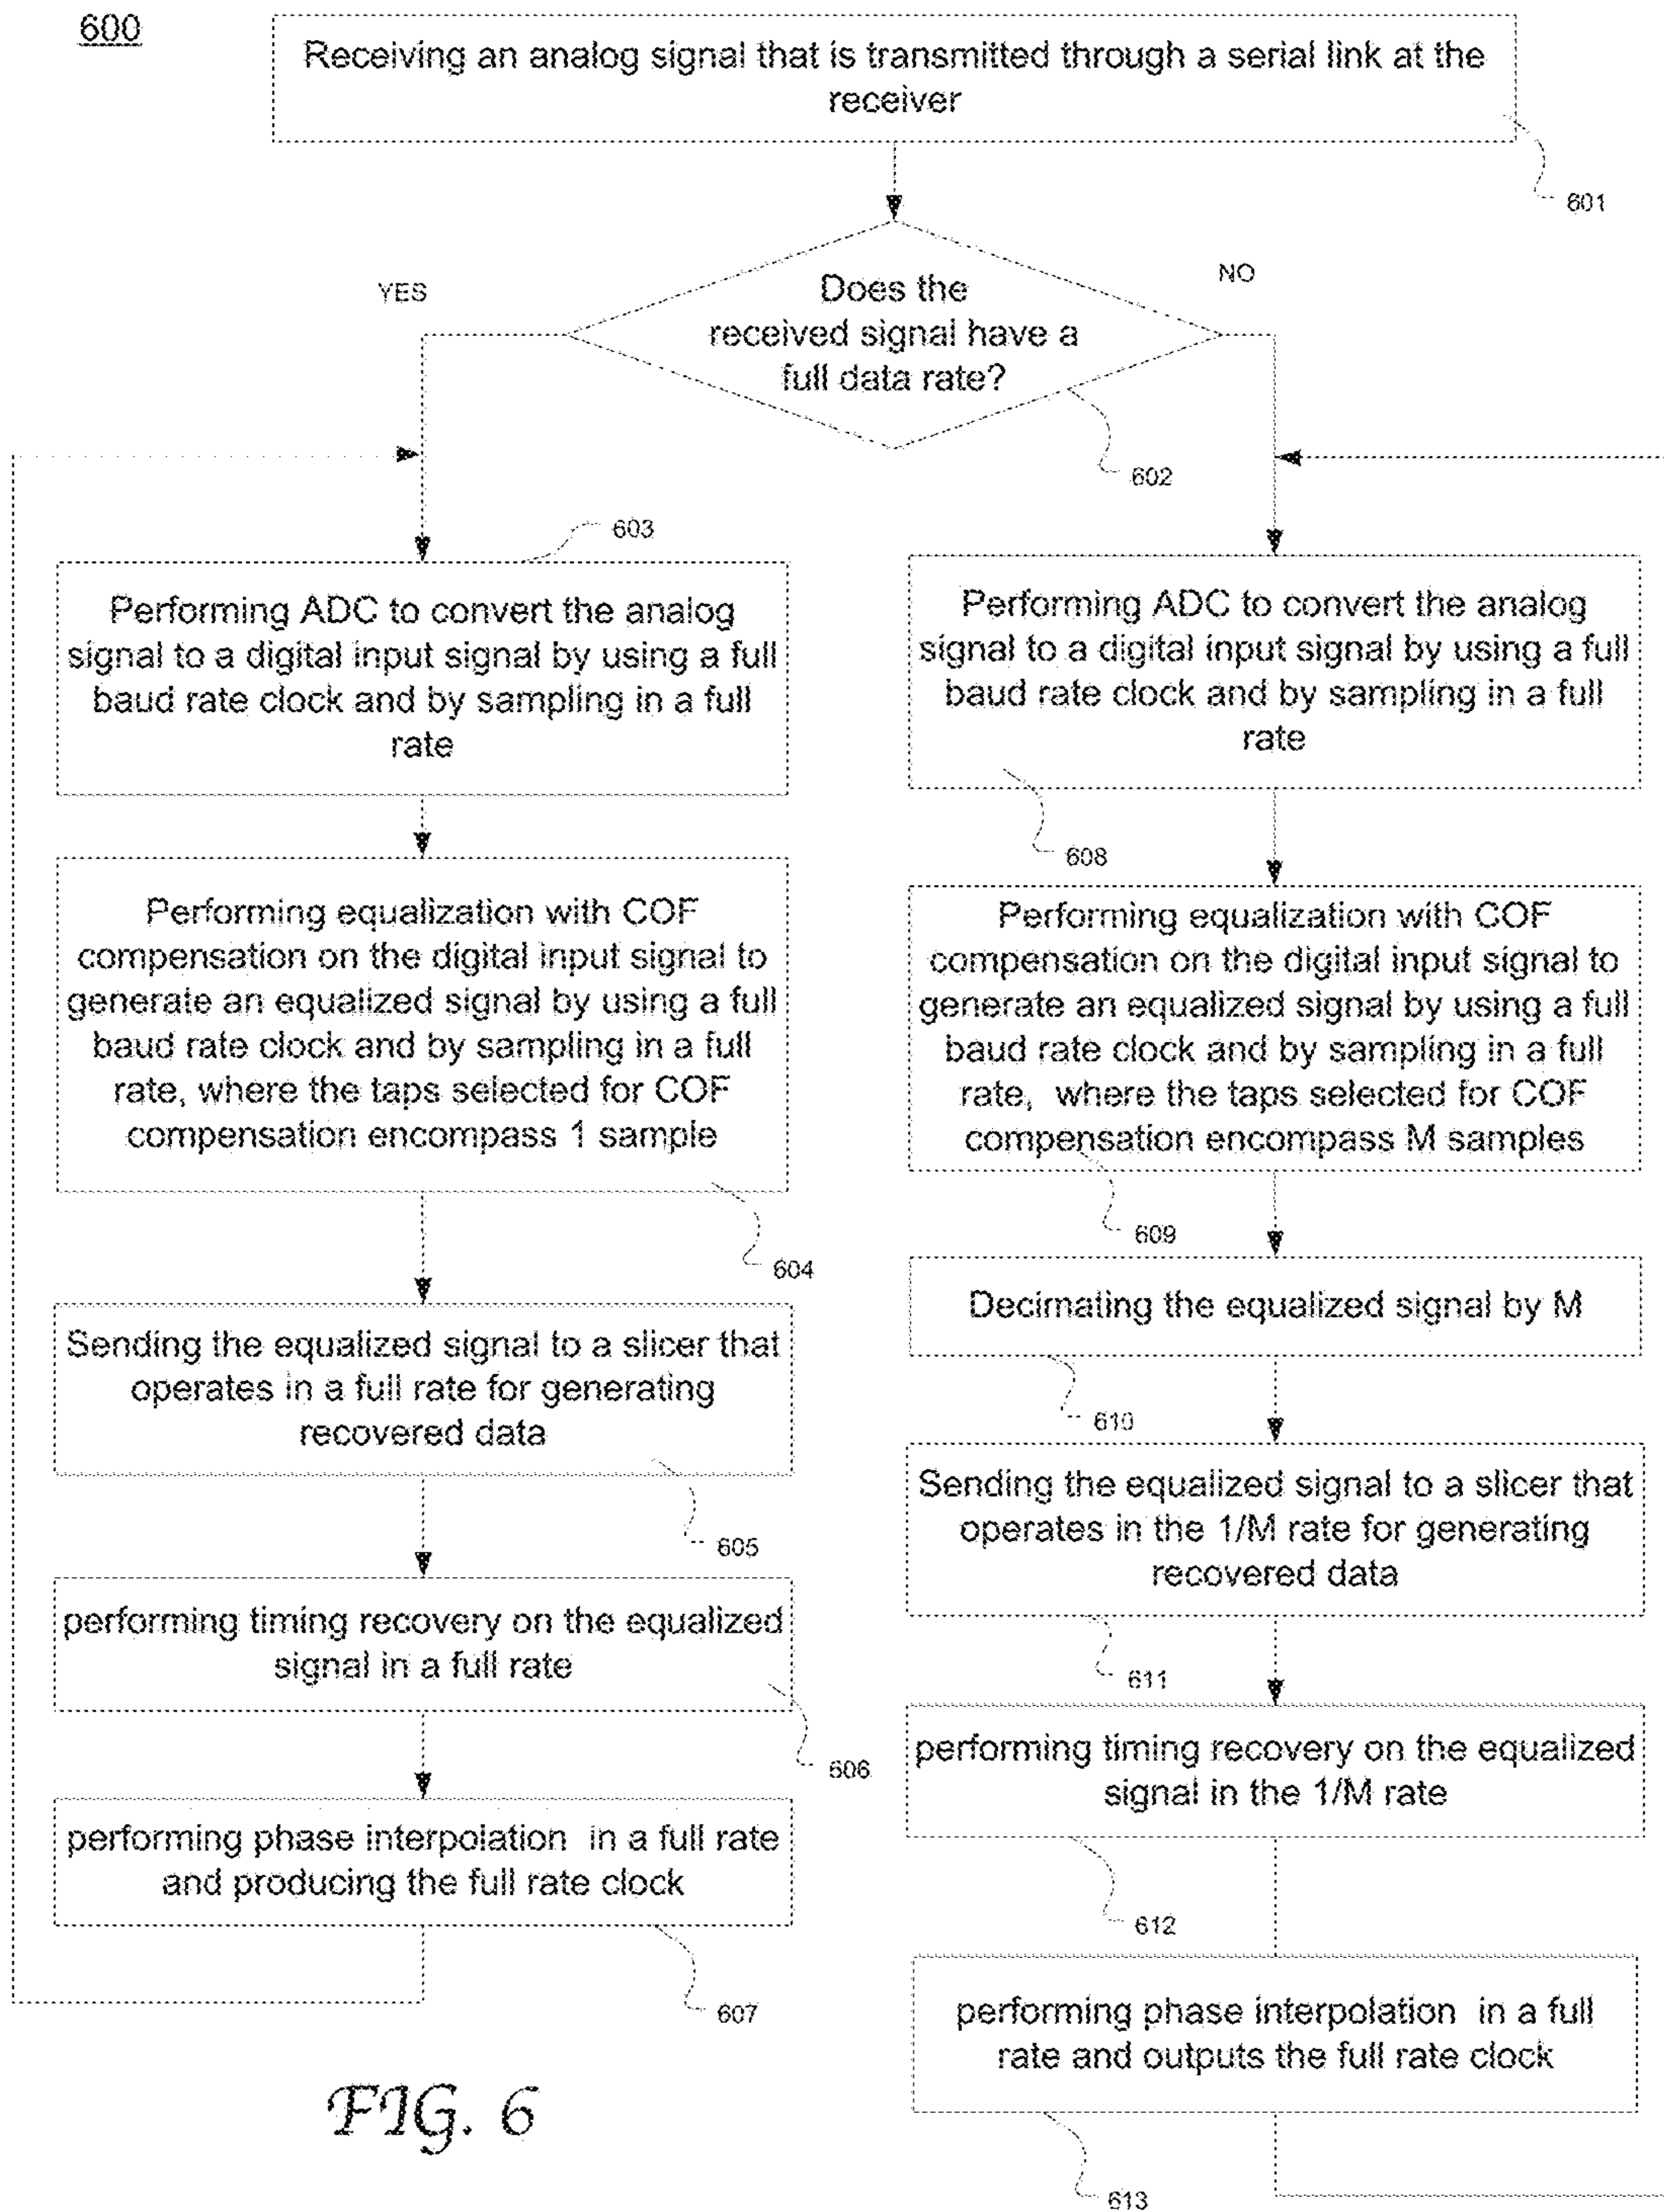 600
Receiving an analog signal that is transmitted through a serial link at the
receiver
601
Does the
received signal have a
full data rate?
YES
NO
602
603
Performing ADC to convert the analog
signal to a digital input signal by using a full
baud rate clock and by sampling in a full
rate
Performing equalization with COF
compensation on the digital input signal to
generate an equalized signal by using a full
baud rate clock and by sampling in a full
rate, where the taps selected for COF
compensation encompass 1 sample
604
Sending the equalized signal to a slicer that
operates in a full rate for generating
recovered data
605
performing timing recovery on the equalized
signal in a full rate
606
performing phase interpolation in a full rate
and producing the full rate clock
607
Performing ADC to convert the analog
signal to a digital input signal by using a full
baud rate clock and by sampling in a full
rate
608
Performing equalization with COF
compensation on the digital input signal to
generate an equalized signal by using a full
baud rate clock and by sampling in a full
rate, where the taps selected for COF
compensation encompass M samples
609
Decimating the equalized signal by M
610
Sending the equalized signal to a slicer that
operates in the 1/M rate for generating
recovered data
611
performing timing recovery on the equalized
signal in the 1/M rate
612
performing phase interpolation in a full
rate and outputs the full rate clock
613
FIG. 6